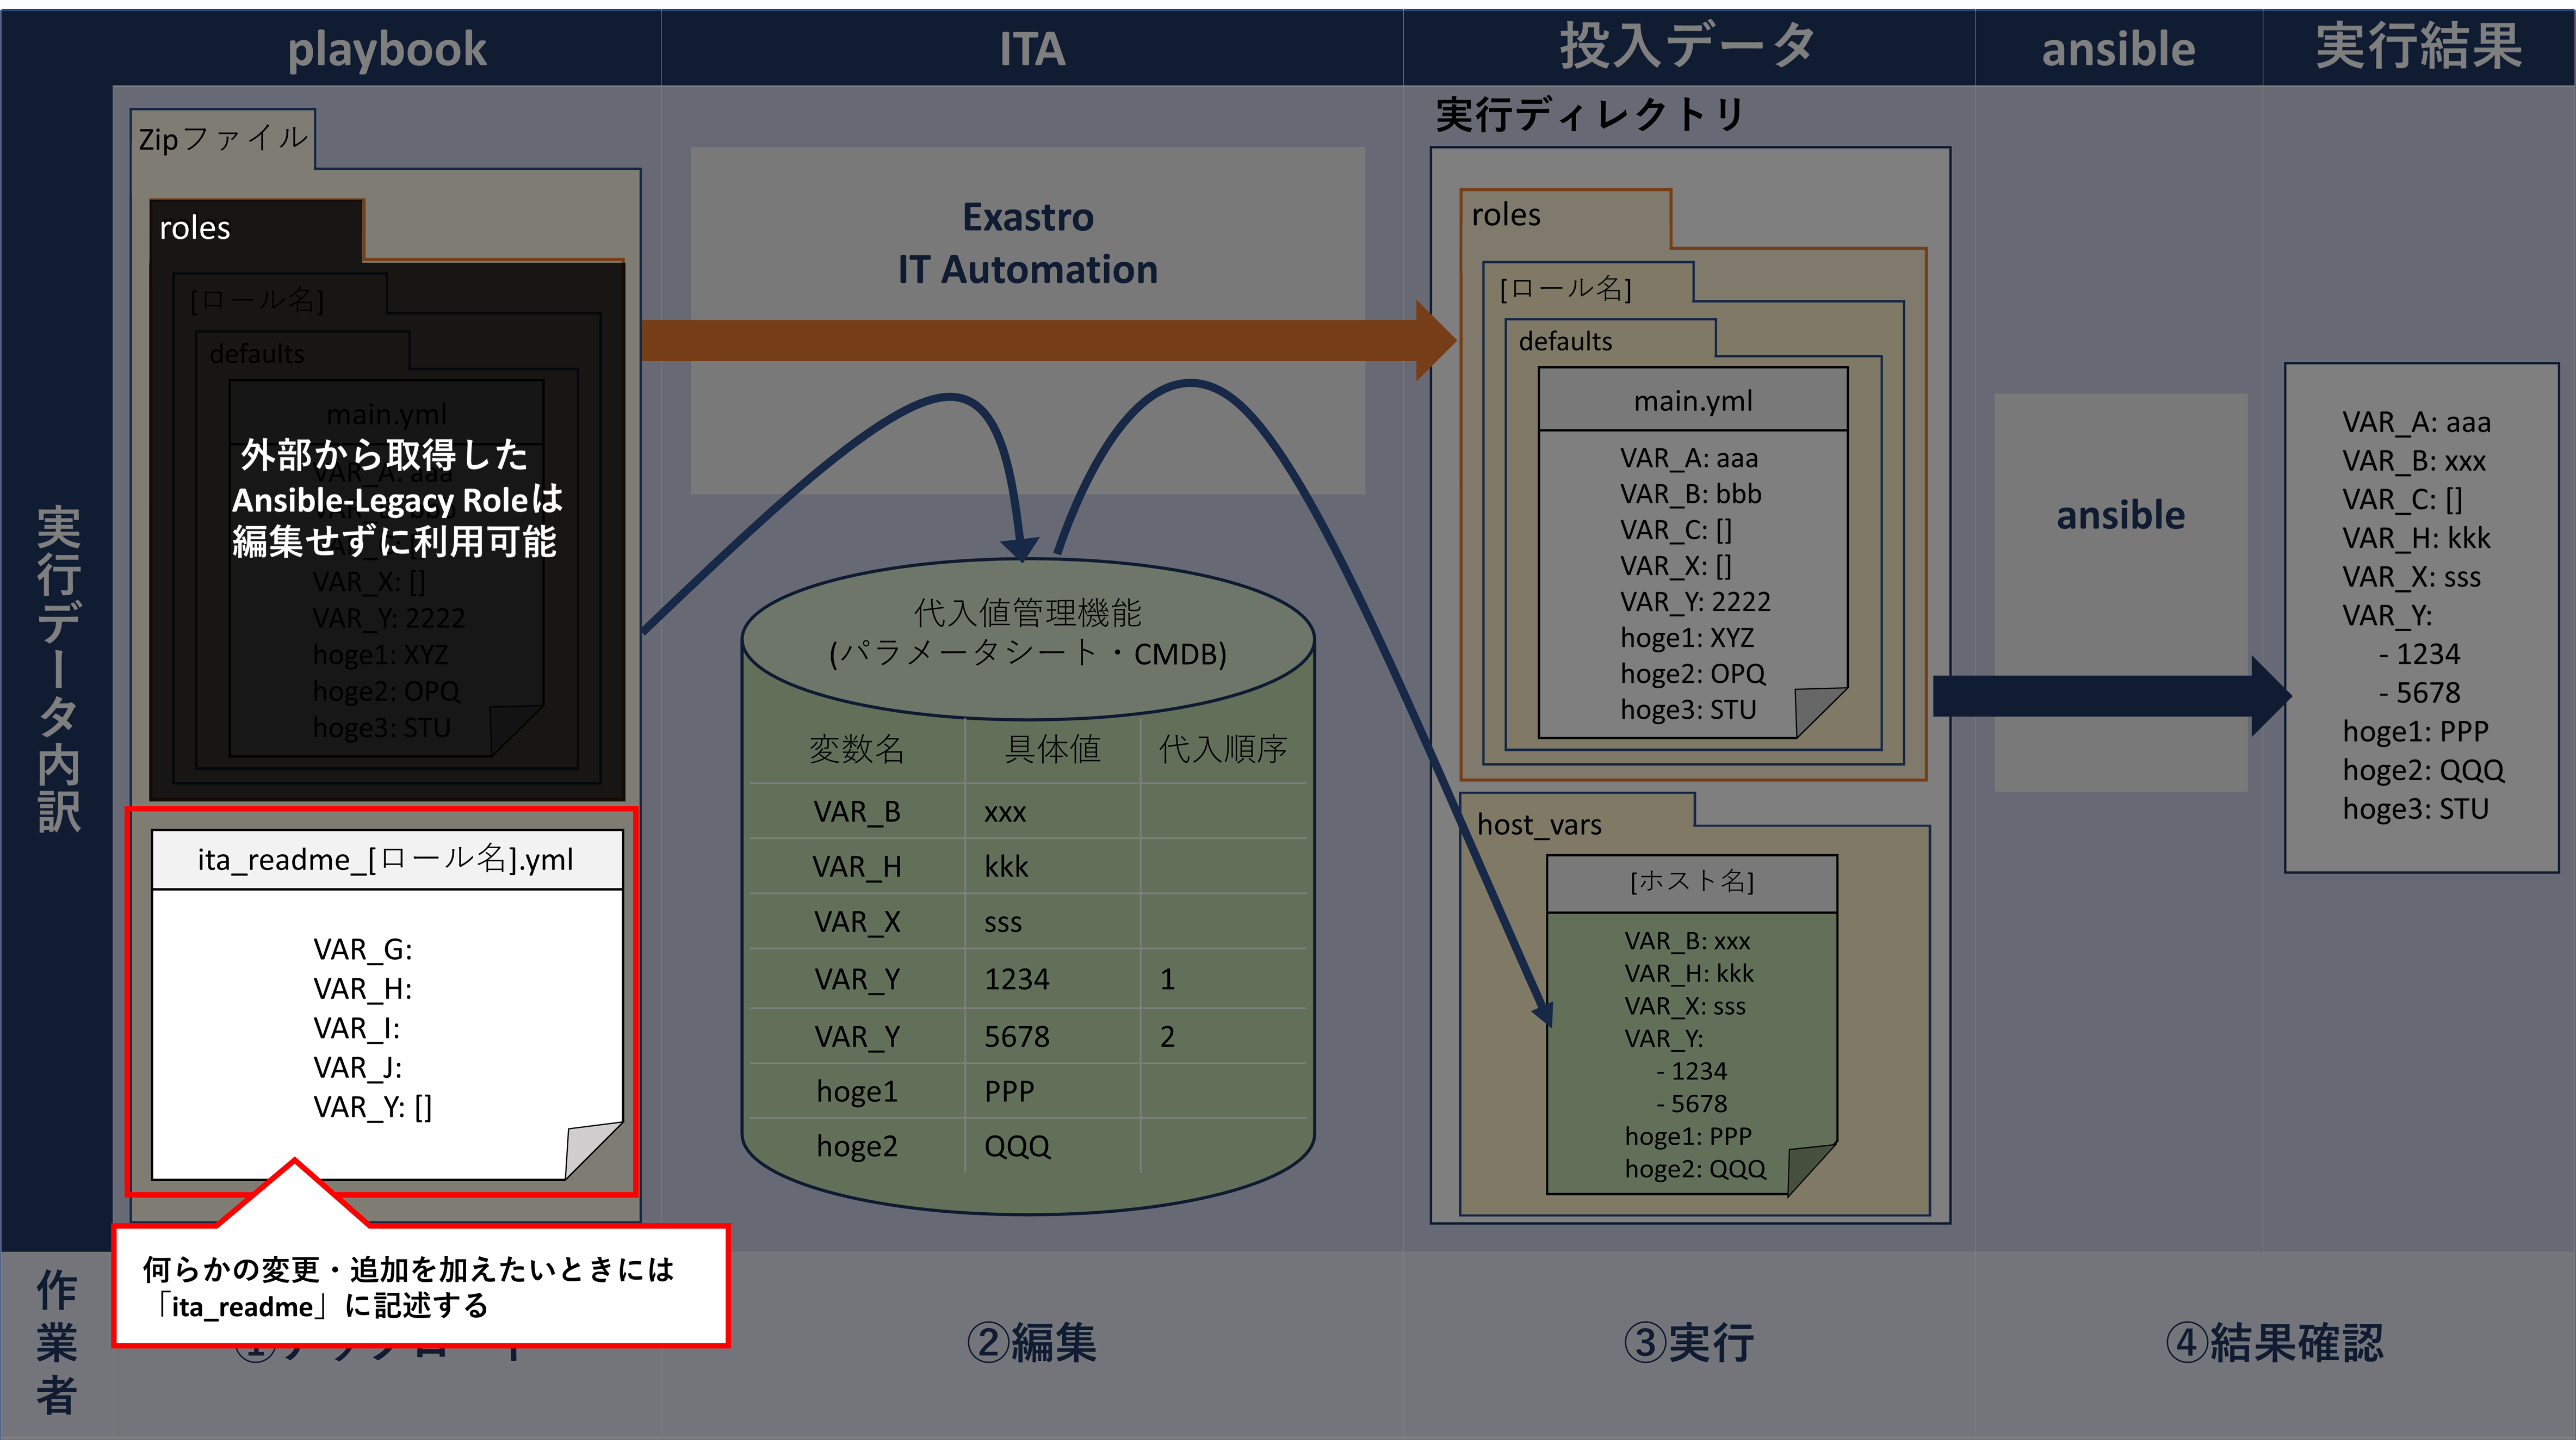 playbook
ITA
投入データ
ansible
実行結果
実行データ内訳
Zipファイル
roles
[ロール名]
defaults
main.yml
外部から取得した
Ansible-Legacy Roleは
編集せずに利用可能
VAR_A: aaa
VAR_X: []
VAR_Y: 2222
hoge1: XYZ
hoge2: OPQ
hoge3: STU
ita_readme_[ロール名].yml
VAR_G:
VAR_H:
VAR_I:
VAR_J:
VAR_Y: []
何らかの変更・追加を加えたいときには
「ita_readme」に記述する
Exastro
IT Automation
代入値管理機能
(パラメータシート・CMDB)
変数名 具体値 代入順序
VAR_B xxx
VAR_H kkk
VAR_X sss
VAR_Y 1234 1
VAR_Y 5678 2
hoge1 PPP
hoge2 QQQ
実行ディレクトリ
roles
[ロール名]
defaults
main.yml
VAR_A: aaa
VAR_B: bbb
VAR_C: []
VAR_X: []
VAR_Y: 2222
hoge1: XYZ
hoge2: OPQ
hoge3: STU
host_vars
[ホスト名]
VAR_B: xxx
VAR_H: kkk
VAR_X: sss
VAR_Y:
- 1234
- 5678
hoge1: PPP
hoge2: QQQ
ansible
VAR_A: aaa
VAR_B: xxx
VAR_C: []
VAR_H: kkk
VAR_X: sss
VAR_Y:
- 1234
- 5678
hoge1: PPP
hoge2: QQQ
hoge3: STU
作業者
②編集
③実行
④結果確認